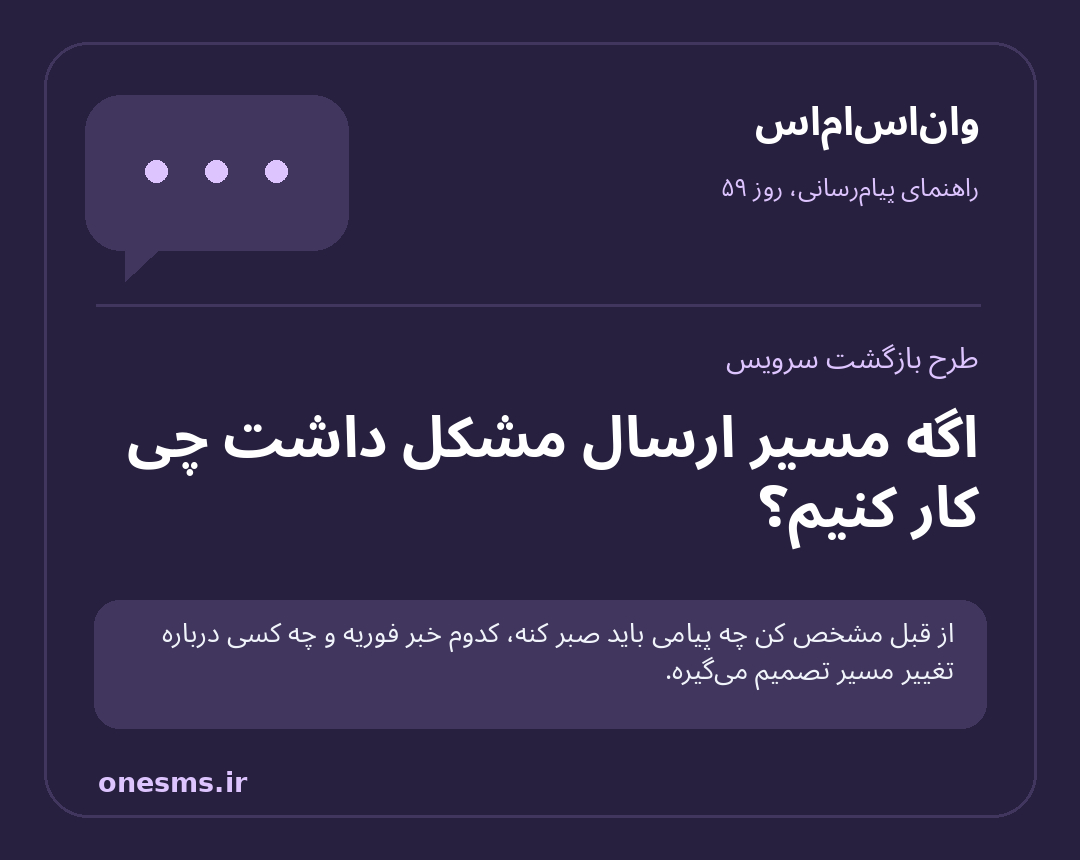 وان‌اس‌ام‌اس
راهنمای پیام‌رسانی، روز ۵۹
طرح بازگشت سرویس
اگه مسیر ارسال مشکل داشت چی
کار کنیم؟
از قبل مشخص کن چه پیامی باید صبر کنه، کدوم خبر فوریه و چه کسی درباره
تغییر مسیر تصمیم می‌گیره.
onesms.ir